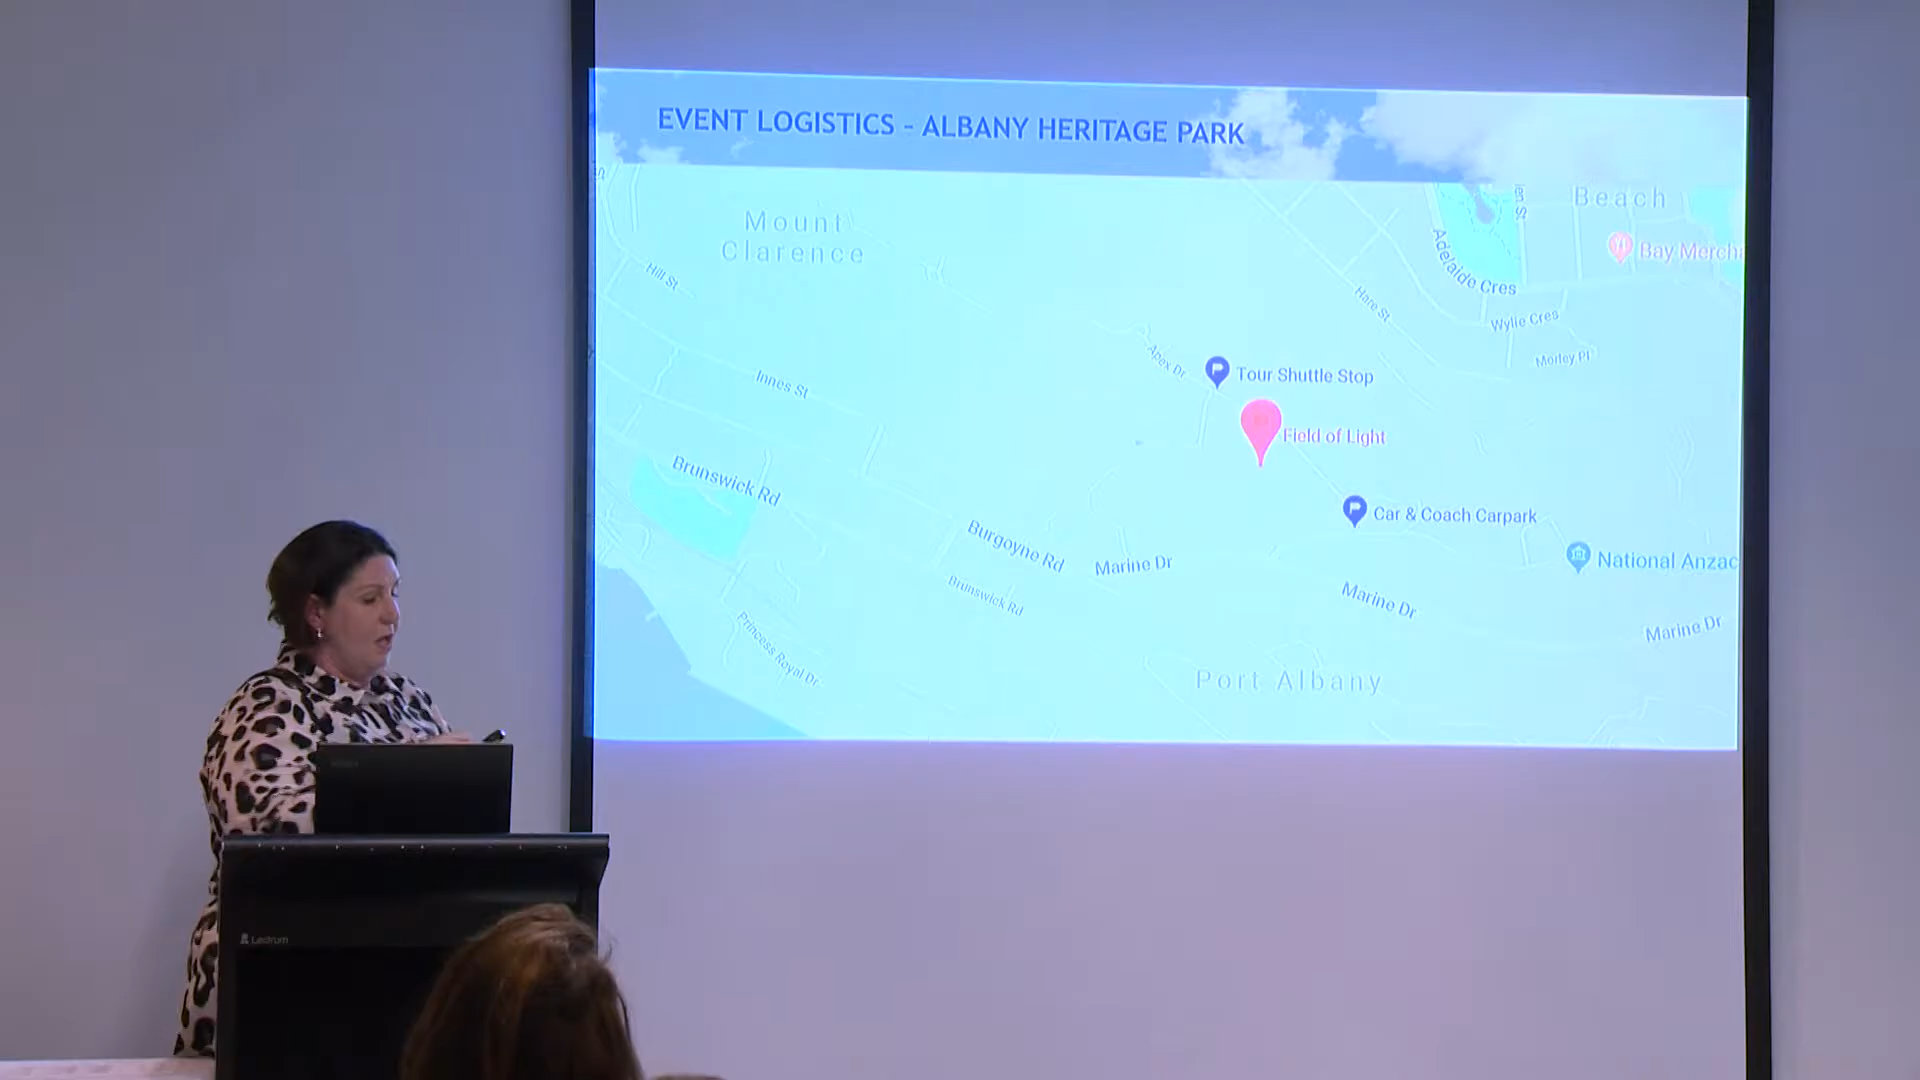 EVENT LOGISTICS – ALBANY HERITAGE PARK
Beach
Mount
Clarence
Bay Mercha
Adelaide Cres
Hill St
Hare St
Wylie Cres
Morley Pl
Apex Dr
Tour Shuttle Stop
Innes St
Field of Light
Brunswick Rd
Car & Coach Carpark
Burgoyne Rd
National Anzac
Marine Dr
Brunswick Rd
Marine Dr
Marine Dr
Princess Royal Dr
Port Albany
Lectrum